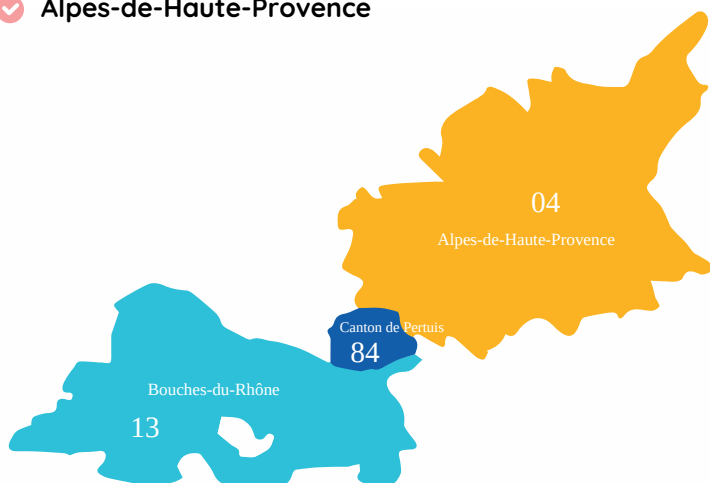 Alpes-de-Haute-Provence
04
Alpes-de-Haute-Provence
Canton de Pertuis
84
Bouches-du-Rhône
13